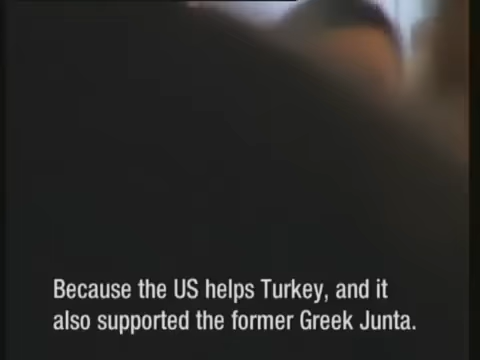 Because the US helps Turkey, and it
also supported the former Greek Junta.